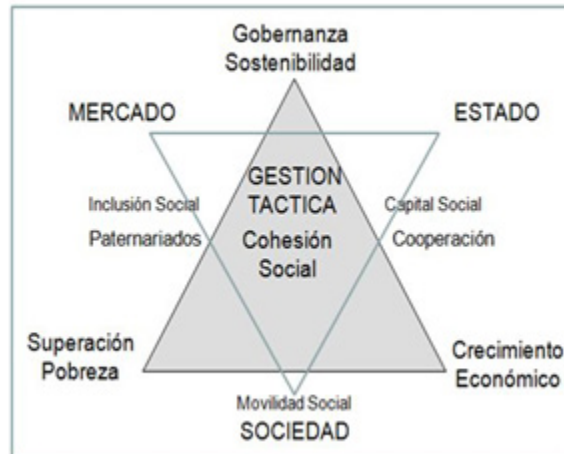 Gobernanza
Sostenibilidad
MERCADO
ESTADO
GESTION
TACTICA
Inclusión Social
Capital Social
Paternariados
Cohesión
Social
Cooperación
Superación
Pobreza
Crecimiento
Económico
Movilidad Social
SOCIEDAD